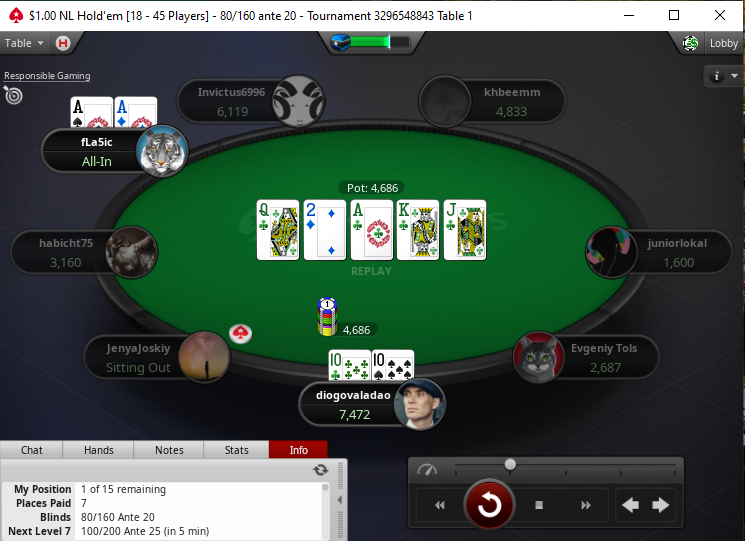 $1.00 NL Hold'em [18 - 45 Players] - 80/160 ante 20 - Tournament 3296548843 Table 1
Table
H
Lobby
Responsible Gaming
i
Invictus6996
6,119
khbeemm
4,833
A A
fLa5ic
All-In
Pot: 4,686
Q 2 A K J
habicht75
3,160
juniorlokal
1,600
REPLAY
1
4,686
JenyaJoskiy
Sitting Out
10 10
Evgeniy Tols
2,687
diogovaladao
7,472
Chat Hands Notes Stats Info
My Position 1 of 15 remaining
Places Paid 7
Blinds 80/160 Ante 20
Next Level 7 100/200 Ante 25 (in 5 min)